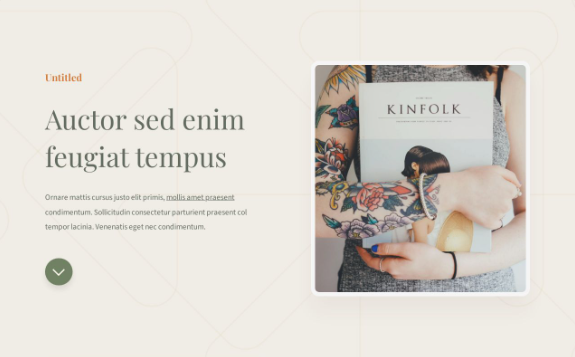 Untitled
Auctor sed enim
feugiat tempus
Ornare mattis cursus justo elit primis, mollis amet praesent
condimentum. Sollicitudin consectetur parturient praesent col
tempor lacinia. Venenatis eget nec condimentum.
KINFOLK